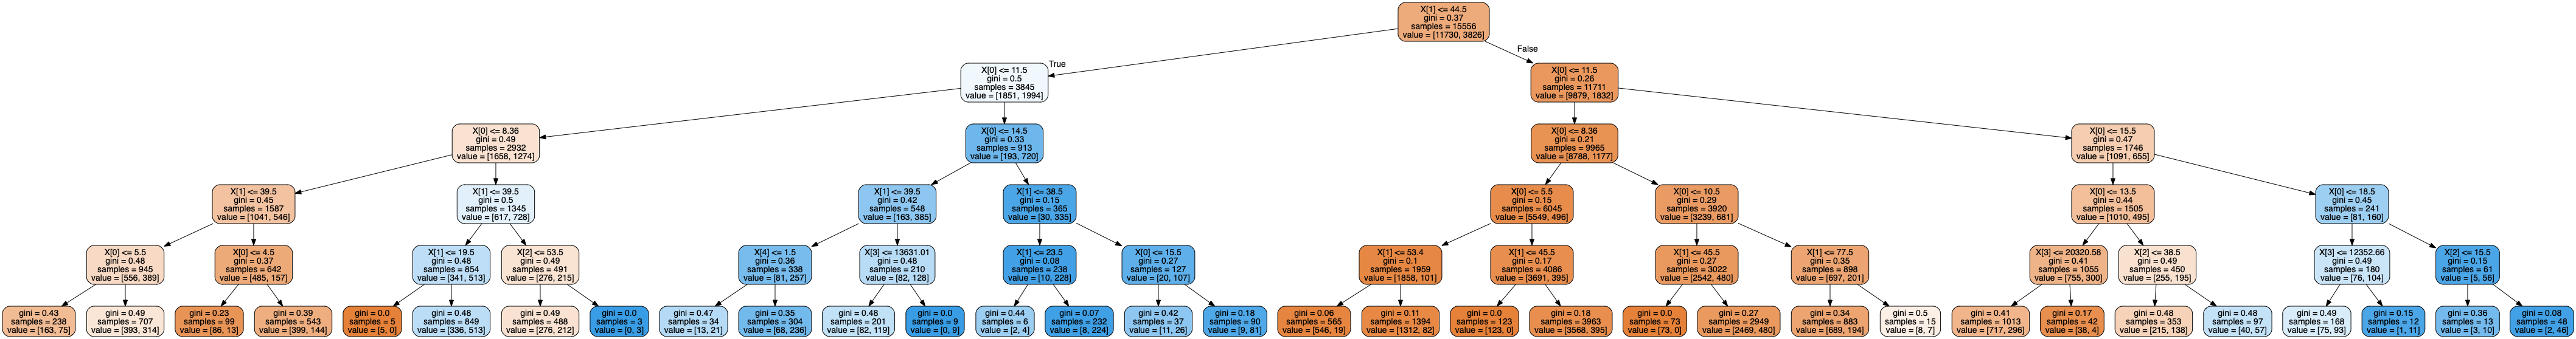 X[1] <= 44.5
gini = 0.37
samples = 15556
value = [11730, 3826]
True
False
X[0] <= 11.5
gini = 0.5
samples = 3845
value = [1851, 1994]
X[0] <= 11.5
gini = 0.26
samples = 11711
value = [9879, 1832]
X[0] <= 8.36
gini = 0.49
samples = 2932
value = [1658, 1274]
X[0] <= 14.5
gini = 0.33
samples = 913
value = [193, 720]
X[0] <= 8.36
gini = 0.21
samples = 9965
value = [8788, 1177]
X[0] <= 15.5
gini = 0.47
samples = 1746
value = [1091, 655]
X[1] <= 39.5
gini = 0.45
samples = 1587
value = [1041, 546]
X[1] <= 39.5
gini = 0.5
samples = 1345
value = [617, 728]
X[1] <= 39.5
gini = 0.42
samples = 548
value = [163, 385]
X[1] <= 38.5
gini = 0.15
samples = 365
value = [30, 335]
X[0] <= 5.5
gini = 0.15
samples = 6045
value = [5549, 496]
X[0] <= 10.5
gini = 0.29
samples = 3920
value = [3239, 681]
X[0] <= 13.5
gini = 0.44
samples = 1505
value = [1010, 495]
X[0] <= 18.5
gini = 0.45
samples = 241
value = [81, 160]
X[0] <= 5.5
gini = 0.48
samples = 945
value = [556, 389]
X[0] <= 4.5
gini = 0.37
samples = 642
value = [485, 157]
X[1] <= 19.5
gini = 0.48
samples = 854
value = [341, 513]
X[2] <= 53.5
gini = 0.49
samples = 491
value = [276, 215]
X[4] <= 1.5
gini = 0.36
samples = 338
value = [81, 257]
X[3] <= 13631.01
gini = 0.48
samples = 210
value = [82, 128]
X[1] <= 23.5
gini = 0.08
samples = 238
value = [10, 228]
X[0] <= 15.5
gini = 0.27
samples = 127
value = [20, 107]
X[1] <= 53.4
gini = 0.1
samples = 1959
value = [1858, 101]
X[1] <= 45.5
gini = 0.17
samples = 4086
value = [3691, 395]
X[1] <= 45.5
gini = 0.27
samples = 3022
value = [2542, 480]
X[1] <= 77.5
gini = 0.35
samples = 898
value = [697, 201]
X[3] <= 20320.58
gini = 0.41
samples = 1055
value = [755, 300]
X[2] <= 38.5
gini = 0.49
samples = 450
value = [255, 195]
X[3] <= 12352.66
gini = 0.49
samples = 180
value = [76, 104]
X[2] <= 15.5
gini = 0.15
samples = 61
value = [5, 56]
gini = 0.43
samples = 238
value = [163, 75]
gini = 0.49
samples = 707
value = [393, 314]
gini = 0.23
samples = 99
value = [86, 13]
gini = 0.39
samples = 543
value = [399, 144]
gini = 0.0
samples = 5
value = [5, 0]
gini = 0.48
samples = 849
value = [336, 513]
gini = 0.49
samples = 488
value = [276, 212]
gini = 0.0
samples = 3
value = [0, 3]
gini = 0.47
samples = 34
value = [13, 21]
gini = 0.35
samples = 304
value = [68, 236]
gini = 0.48
samples = 201
value = [82, 119]
gini = 0.0
samples = 9
value = [0, 9]
gini = 0.44
samples = 6
value = [2, 4]
gini = 0.07
samples = 232
value = [8, 224]
gini = 0.42
samples = 37
value = [11, 26]
gini = 0.18
samples = 90
value = [9, 81]
gini = 0.06
samples = 565
value = [546, 19]
gini = 0.11
samples = 1394
value = [1312, 82]
gini = 0.0
samples = 123
value = [123, 0]
gini = 0.18
samples = 3963
value = [3568, 395]
gini = 0.0
samples = 73
value = [73, 0]
gini = 0.27
samples = 2949
value = [2469, 480]
gini = 0.34
samples = 883
value = [689, 194]
gini = 0.5
samples = 15
value = [8, 7]
gini = 0.41
samples = 1013
value = [717, 296]
gini = 0.17
samples = 42
value = [38, 4]
gini = 0.48
samples = 353
value = [215, 138]
gini = 0.48
samples = 97
value = [40, 57]
gini = 0.49
samples = 168
value = [75, 93]
gini = 0.15
samples = 12
value = [1, 11]
gini = 0.36
samples = 13
value = [3, 10]
gini = 0.08
samples = 48
value = [2, 46]